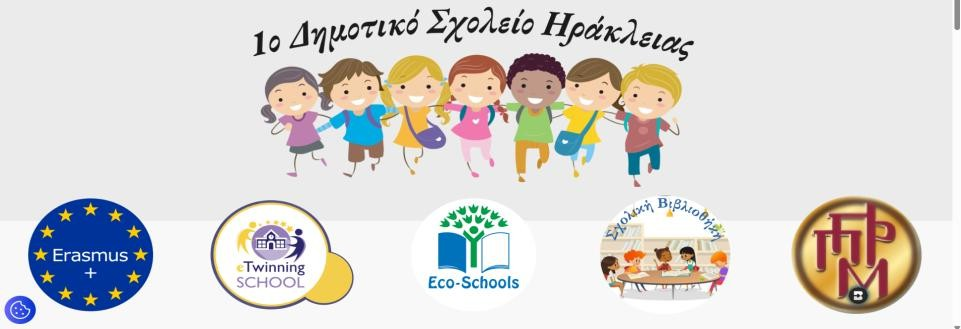 1ο Δημοτικό Σχολείο Ηράκλειας
Erasmus
+
eTwinning
SCHOOL
Eco-Schools
Σχολική Βιβλιοθήκη